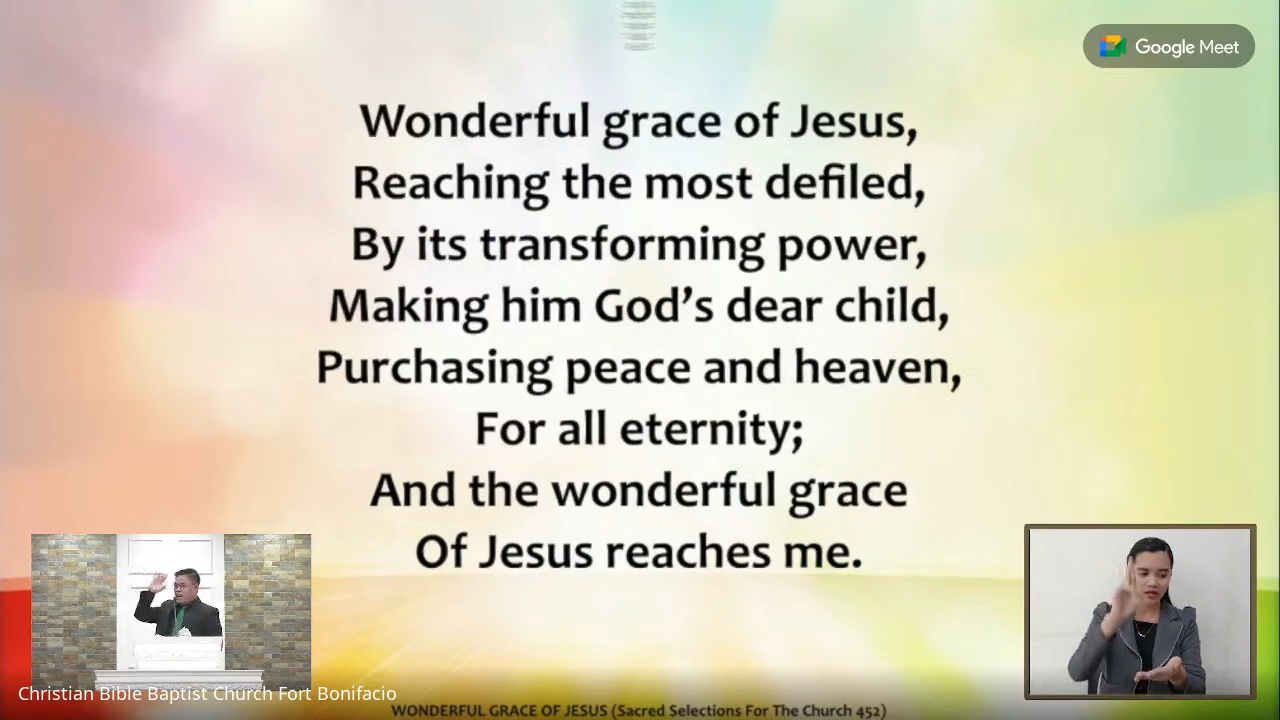 Google Meet
Wonderful grace of Jesus,
Reaching the most defiled,
By its transforming power,
Making him God’s dear child,
Purchasing peace and heaven,
For all eternity;
And the wonderful grace
Of Jesus reaches me.
Christian Bible Baptist Church Fort Bonifacio
WONDERFUL GRACE OF JESUS (Sacred Selections For The Church 452)